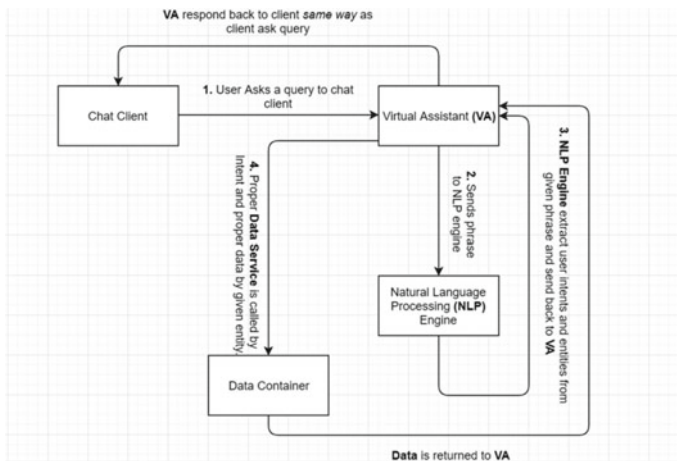 VA respond back to client same way as
client ask query
1. User Asks a query to chat
client
Chat Client
Virtual Assistant (VA)
2. Sends phrase
to NLP engine
3. NLP Engine extract user intents and entities from
given phrase and send back to VA
4. Proper Data Service is called by
Intent and proper data by given entity.
Natural Language
Processing (NLP)
Engine
Data Container
Data is returned to VA